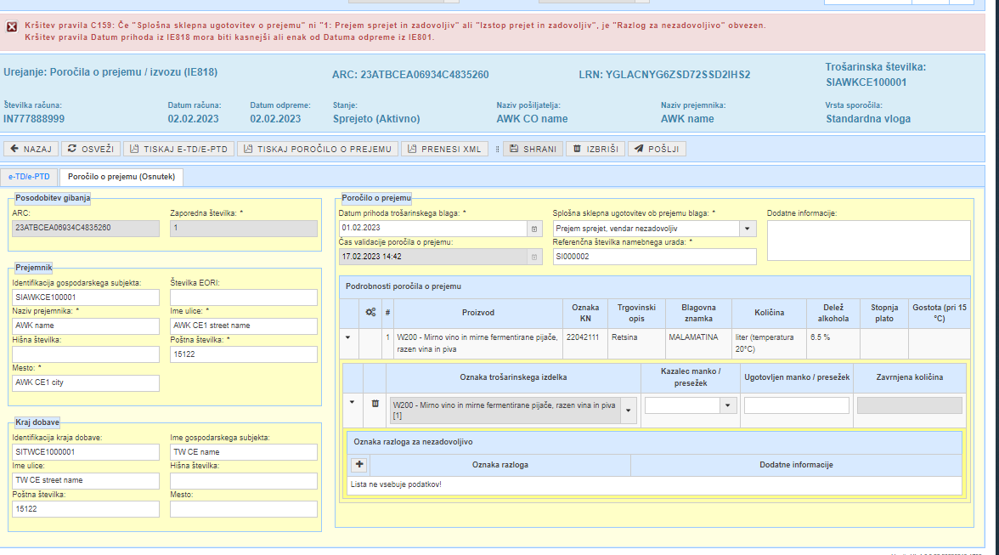 Kršitev pravila C159: Če "Splošna sklepna ugotovitev o prejemu" ni "1: Prejem sprejet in zadovoljiv" ali "Izstop prejet in zadovoljiv", je "Razlog za nezadovoljivo" obvezen.
Kršitev pravila Datum prihoda iz IE818 mora biti kasnejši ali enak od Datuma odpreme iz IE801.
Urejanje: Poročila o prejemu / izvozu (IE818)
ARC: 23ATBCEA06934C4835260
LRN: YGLACNYG6ZSD72SSD2IHS2
Trošarinska številka:
SIAWKCE100001
Številka računa:
IN777888999
Datum računa:
02.02.2023
Datum odpreme:
02.02.2023
Stanje:
Sprejeto (Aktivno)
Naziv pošiljatelja:
AWK CO name
Naziv prejemnika:
AWK name
Vrsta sporočila:
Standardna vloga
NAZAJ
OSVEŽI
TISKAJ E-TD/E-PTD
TISKAJ POROČILO O PREJEMU
PRENESI XML
SHRANI
IZBRIŠI
POŠLJI
e-TD/e-PTD
Poročilo o prejemu (Osnutek)
Posodobitev gibanja
ARC:
23ATBCEA06934C4835260
Zaporedna številka: *
1
Prejemnik
Identifikacija gospodarskega subjekta:
SIAWKCE100001
Številka EORI:
Naziv prejemnika: *
AWK name
Ime ulice: *
AWK CE1 street name
Hišna številka:
Poštna številka: *
15122
Mesto: *
AWK CE1 city
Kraj dobave
Identifikacija kraja dobave:
SITWCE1000001
Ime gospodarskega subjekta:
TW CE name
Ime ulice:
TW CE street name
Hišna številka:
Poštna številka:
15122
Mesto:
Poročilo o prejemu
Datum prihoda trošarinskega blaga: *
01.02.2023
Splošna sklepna ugotovitev ob prejemu blaga: *
Prejem sprejet, vendar nezadovoljiv
Dodatne informacije:
Čas validacije poročila o prejemu:
17.02.2023 14:42
Referenčna številka namebnega urada: *
SI000002
Podrobnosti poročila o prejemu
#
Proizvod
Oznaka
KN
Trgovinski
opis
Blagovna
znamka
Količina
Delež
alkohola
Stopnja
plato
Gostota (pri 15
°C)
1
W200 - Mirno vino in mirne fermentirane pijače,
razen vina in piva
22042111
Retsina
MALAMATINA
liter (temperatura
20°C)
6.5 %
Oznaka trošarinskega izdelka
Kazalec manko /
presežek
Ugotovljen manko / presežek
Zavrnjena količina
W200 - Mirno vino in mirne fermentirane pijače, razen vina in piva
[1]
Oznaka razloga za nezadovoljivo
Oznaka razloga
Dodatne informacije
Lista ne vsebuje podatkov!